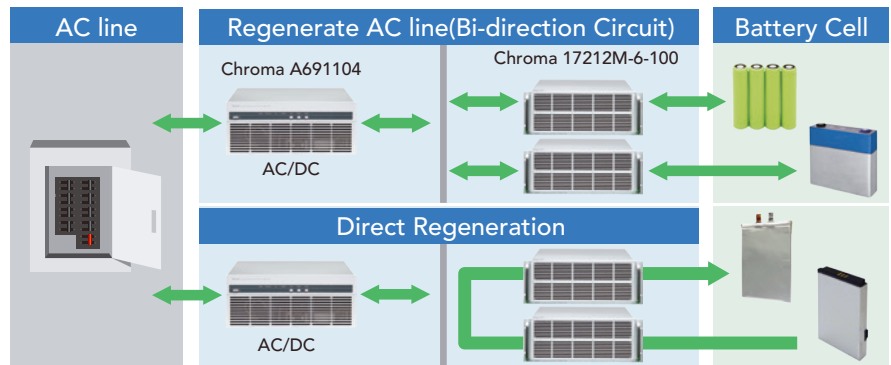 AC line
Regenerate AC line(Bi-direction Circuit)
Battery Cell
Chroma A691104
Chroma 17212M-6-100
AC/DC
Direct Regeneration
AC/DC